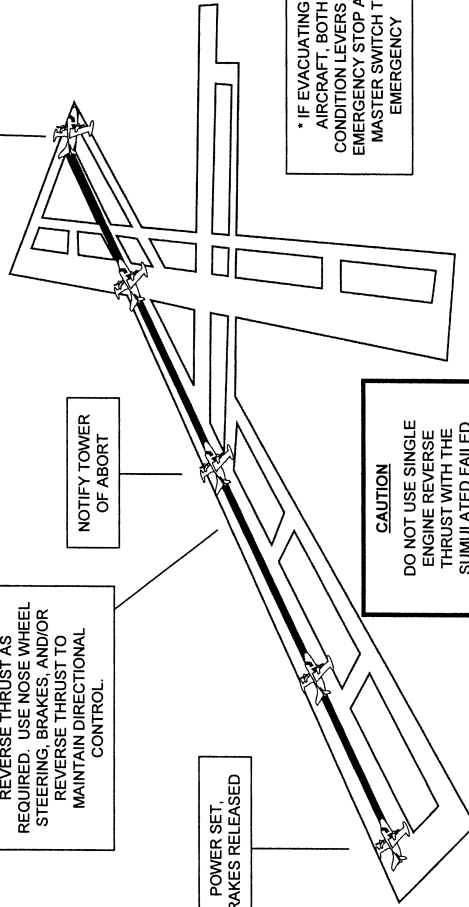 REVERSE THRUST AS
REQUIRED. USE NOSE WHEEL
STEERING, BRAKES, AND/OR
REVERSE THRUST TO
MAINTAIN DIRECTIONAL
CONTROL.
NOTIFY TOWER
OF ABORT
* IF EVACUATING
AIRCRAFT, BOTH
CONDITION LEVERS
EMERGENCY STOP A
MASTER SWITCH T
EMERGENCY
POWER SET,
RAKES RELEASED
CAUTION
DO NOT USE SINGLE
ENGINE REVERSE
THRUST WITH THE
SUMULATED FAILED